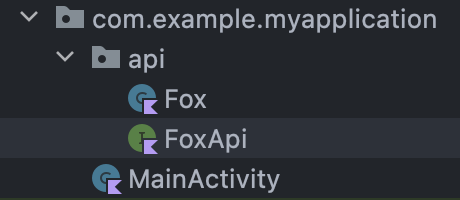 com.example.myapplication
api
Fox
FoxApi
MainActivity